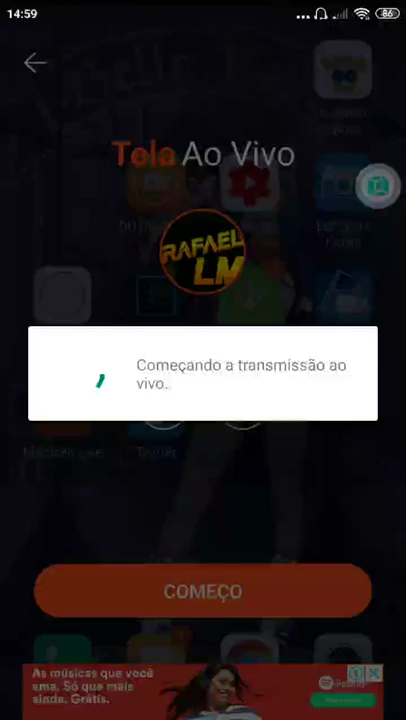 14:59
86
Tela Ao Vivo
RAFAEL
LM
Começando a transmissão ao
vivo.
COMEÇO
As músicas que você
ama. Só que mais
ainda. Grátis.